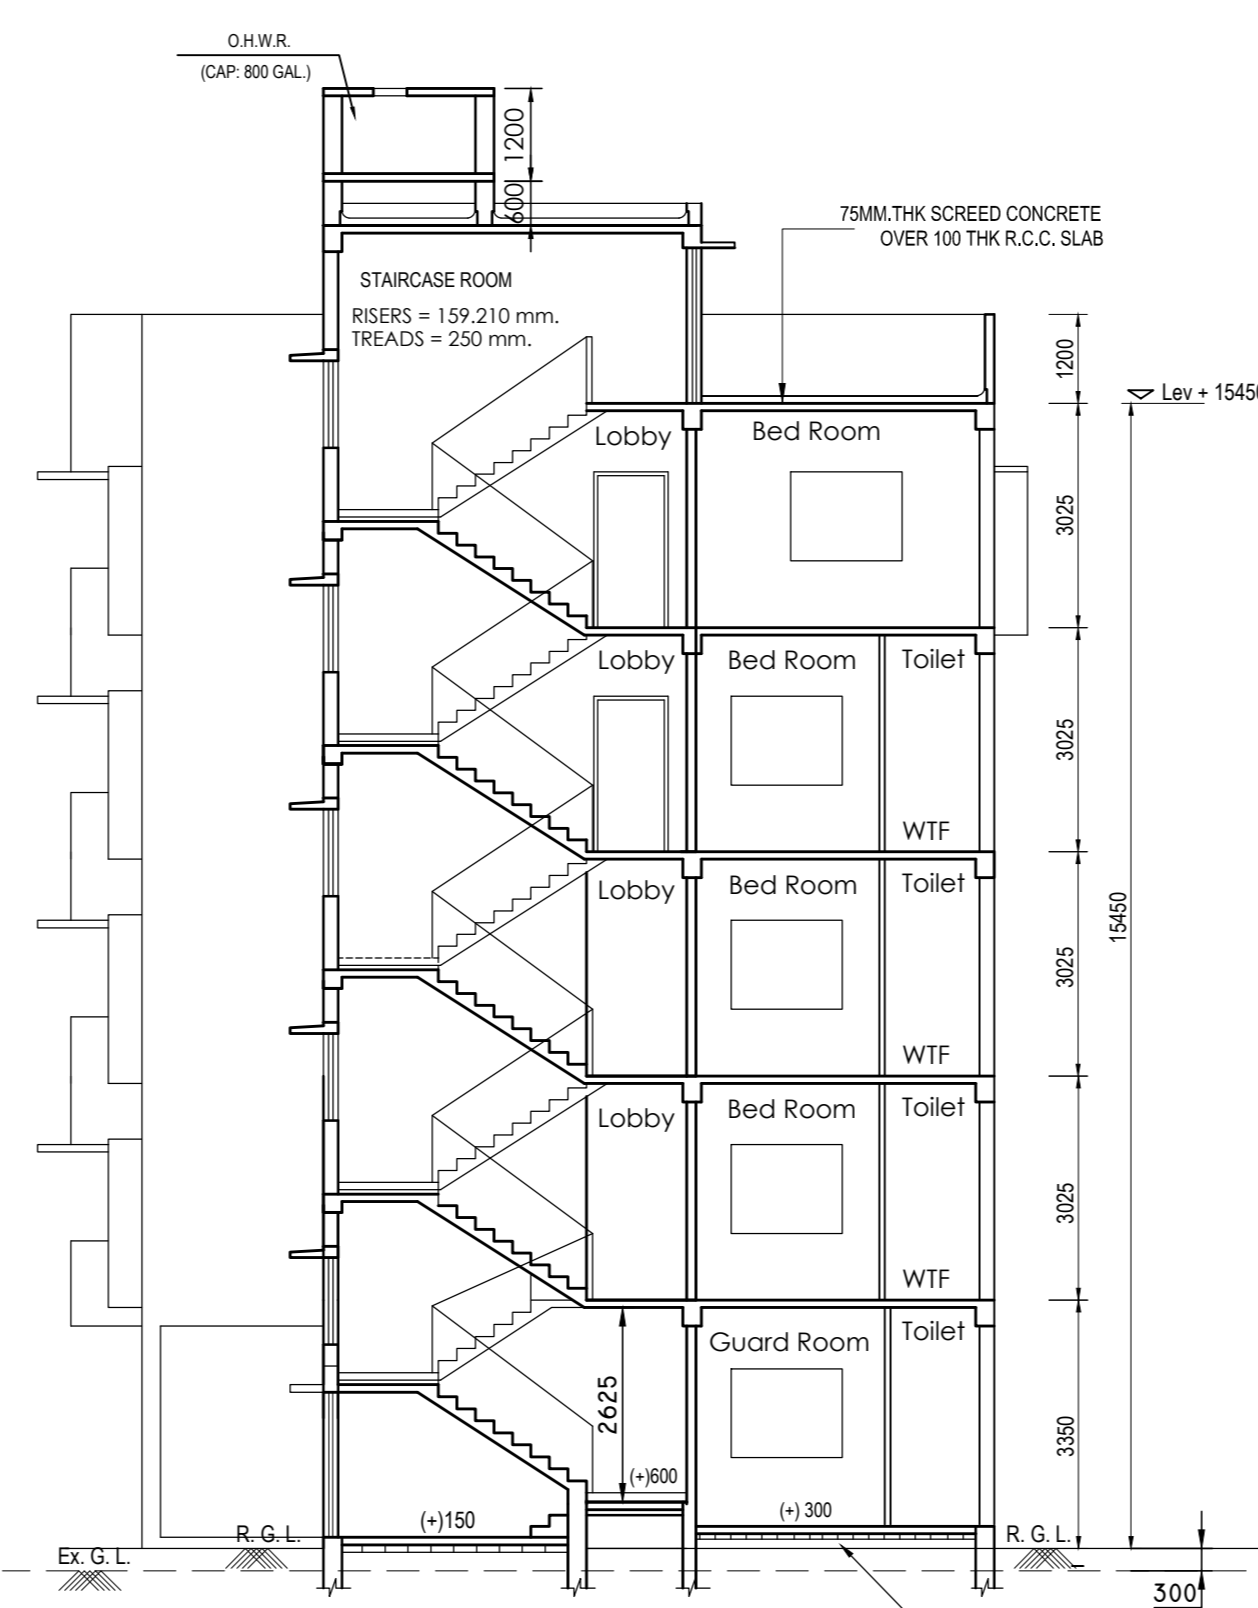 O.H.W.R.
(CAP: 800 GAL.)
1200
600
75MM.THK SCREED CONCRETE
OVER 100 THK R.C.C. SLAB
STAIRCASE ROOM
RISERS = 159.210 mm.
TREADS = 250 mm.
1200
Lev + 15450
Lobby
Bed Room
3025
Lobby
Bed Room
Toilet
3025
WTF
Lobby
Bed Room
Toilet
15450
3025
WTF
Lobby
Bed Room
Toilet
3025
WTF
Guard Room
Toilet
2625
3350
(+)600
(+)150
(+) 300
R. G. L.
R. G. L.
Ex. G. L.
300